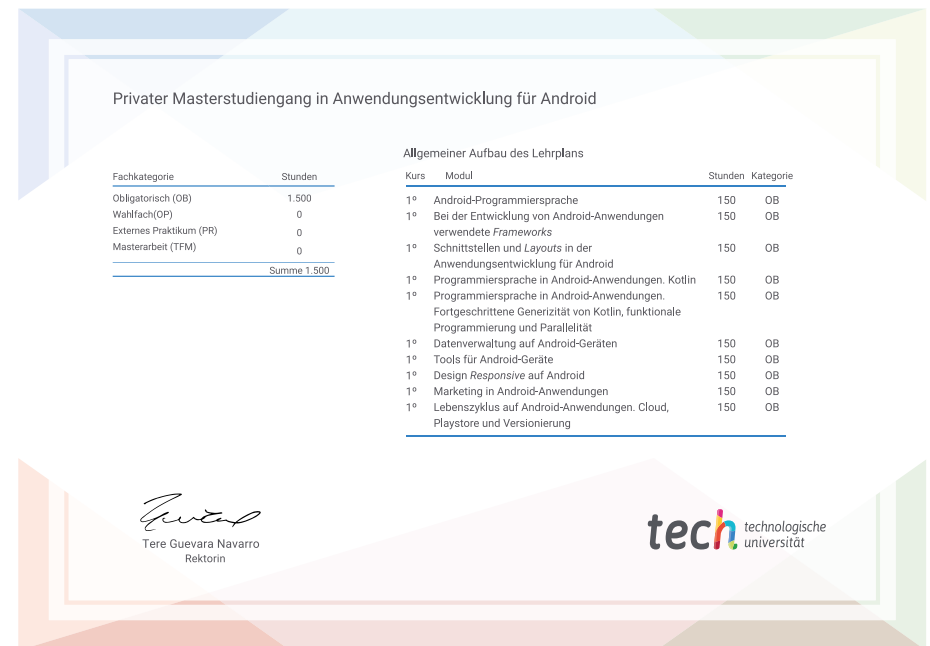 Privater Masterstudiengang in Anwendungsentwicklung für Android
Fachkategorie Stunden
Obligatorisch (OB) 1.500
Wahlfach(OP) 0
Externes Praktikum (PR) 0
Masterarbeit (TFM) 0
Summe 1.500
Allgemeiner Aufbau des Lehrplans
Kurs Modul Stunden Kategorie
1º Android-Programmiersprache 150 OB
1º Bei der Entwicklung von Android-Anwendungen 150 OB
verwendete Frameworks
1º Schnittstellen und Layouts in der 150 OB
Anwendungsentwicklung für Android
1º Programmiersprache in Android-Anwendungen. Kotlin 150 OB
1º Programmiersprache in Android-Anwendungen. 150 OB
Fortgeschrittene Generizität von Kotlin, funktionale
Programmierung und Parallelität
1º Datenverwaltung auf Android-Geräten 150 OB
1º Tools für Android-Geräte 150 OB
1º Design Responsive auf Android 150 OB
1º Marketing in Android-Anwendungen 150 OB
1º Lebenszyklus auf Android-Anwendungen. Cloud, 150 OB
Playstore und Versionierung
Tere Guevara Navarro
Rektorin
tech technologische
universität